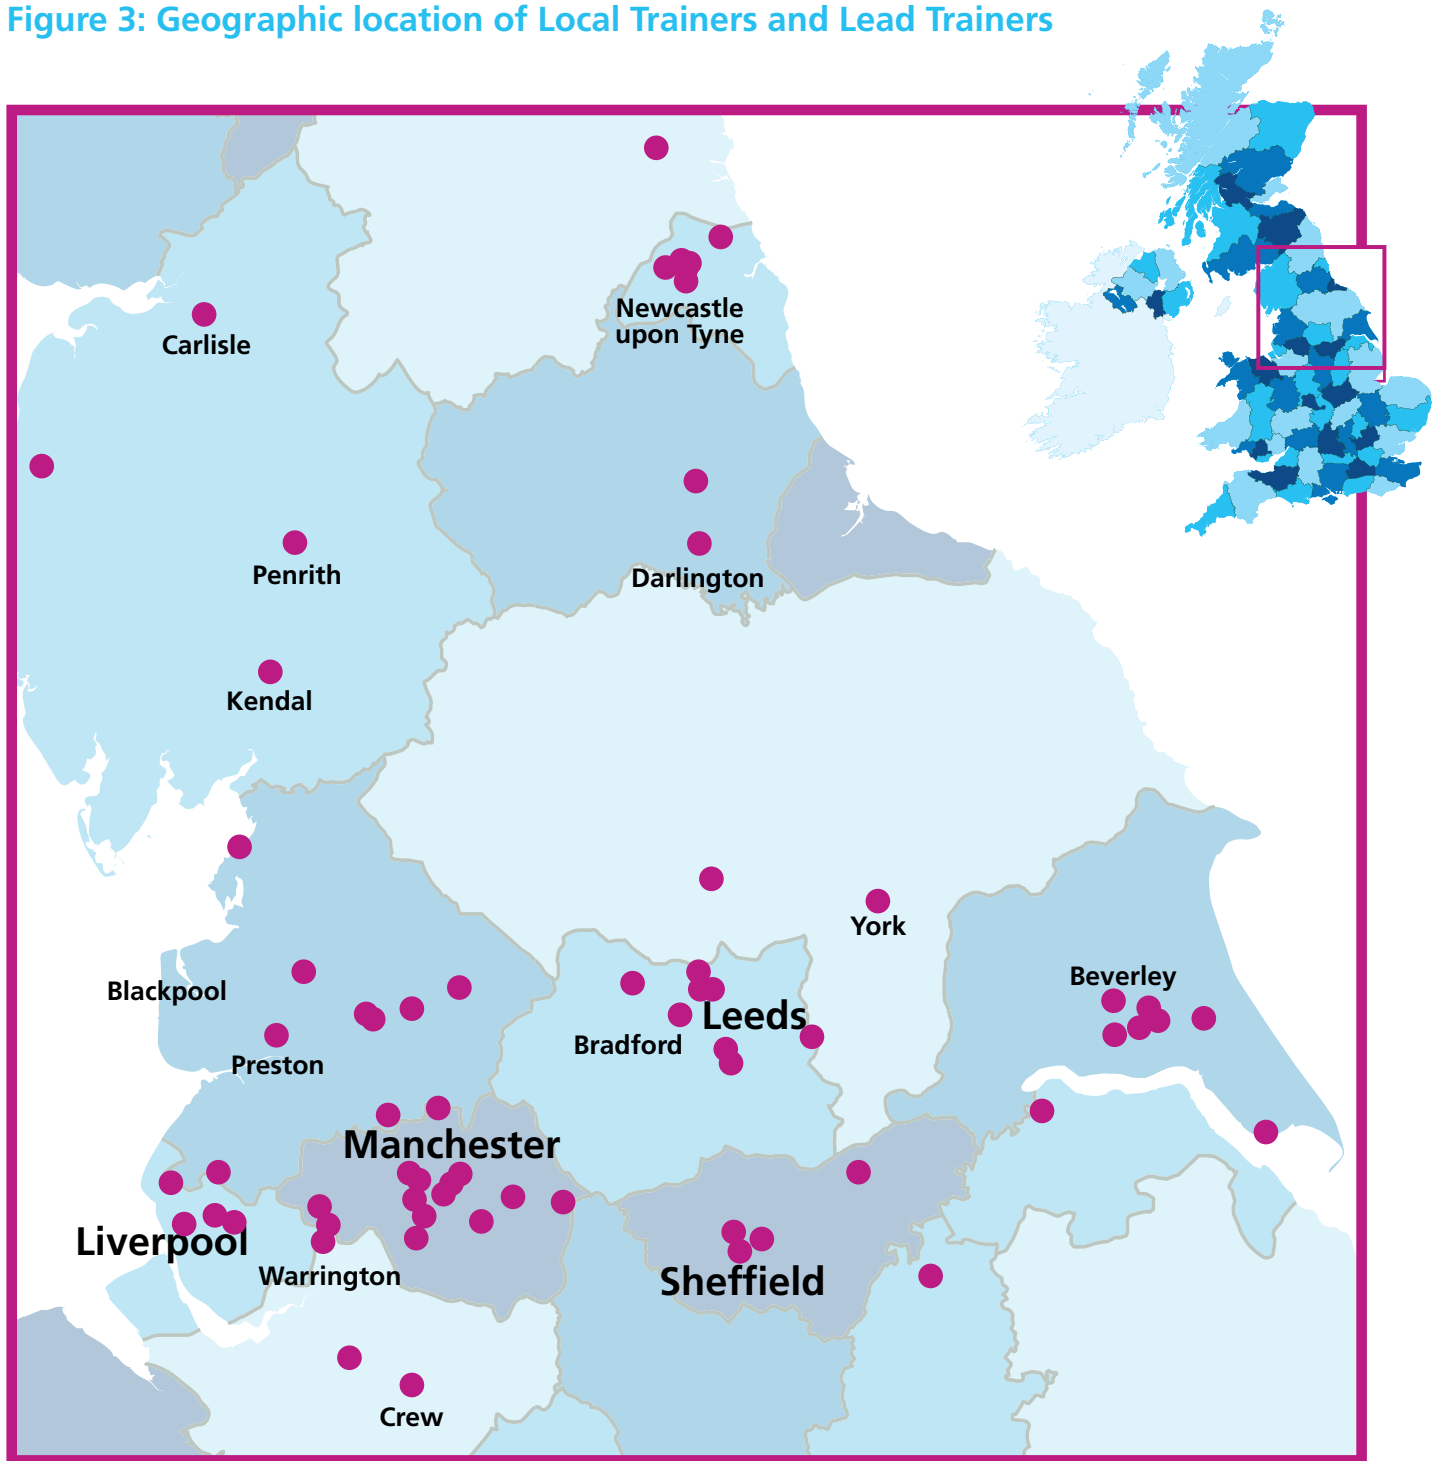 Figure 3: Geographic location of Local Trainers and Lead Trainers
Newcastle
upon Tyne
Carlisle
Penrith
Darlington
Kendal
York
Beverley
Blackpool
Leeds
Bradford
Preston
Manchester
Liverpool
Warrington
Sheffield
Crew